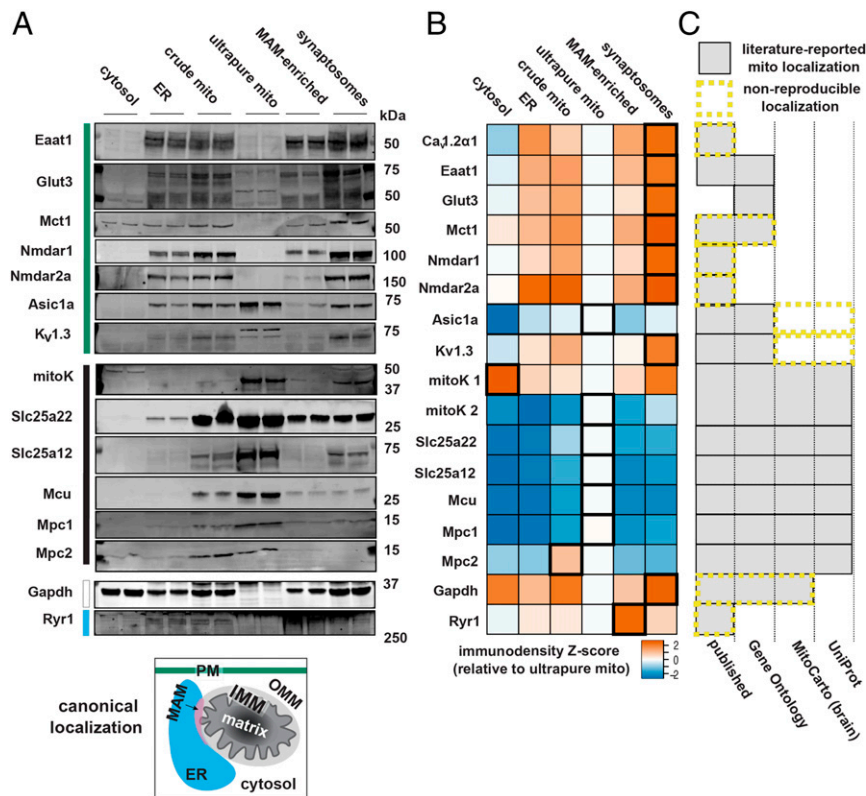 A
cytosol
ER
crude mito
ultrapure mito
MAM-enriched
synaptosomes
kDa
Eaat1
50
Glut3
75
50
Mct1
50
Nmdar1
100
Nmdar2a
150
Asic1a
75
Kv1.3
75
mitoK
50
37
Slc25a22
25
Slc25a12
75
Mcu
25
Mpc1
15
Mpc2
15
Gapdh
37
Ryr1
250
canonical
localization
PM
MAM
OMM
IMM
matrix
ER
cytosol
B
cytosol
ER
crude mito
ultrapure mito
MAM-enriched
synaptosomes
Cav1.2α1
Eaat1
Glut3
Mct1
Nmdar1
Nmdar2a
Asic1a
Kv1.3
mitoK 1
mitoK 2
Slc25a22
Slc25a12
Mcu
Mpc1
Mpc2
Gapdh
Ryr1
immunodensity Z-score
(relative to ultrapure mito)
2
1
0
-1
-2
C
literature-reported
mito localization
non-reproducible
localization
published
Gene Ontology
MitoCarto (brain)
UniProt